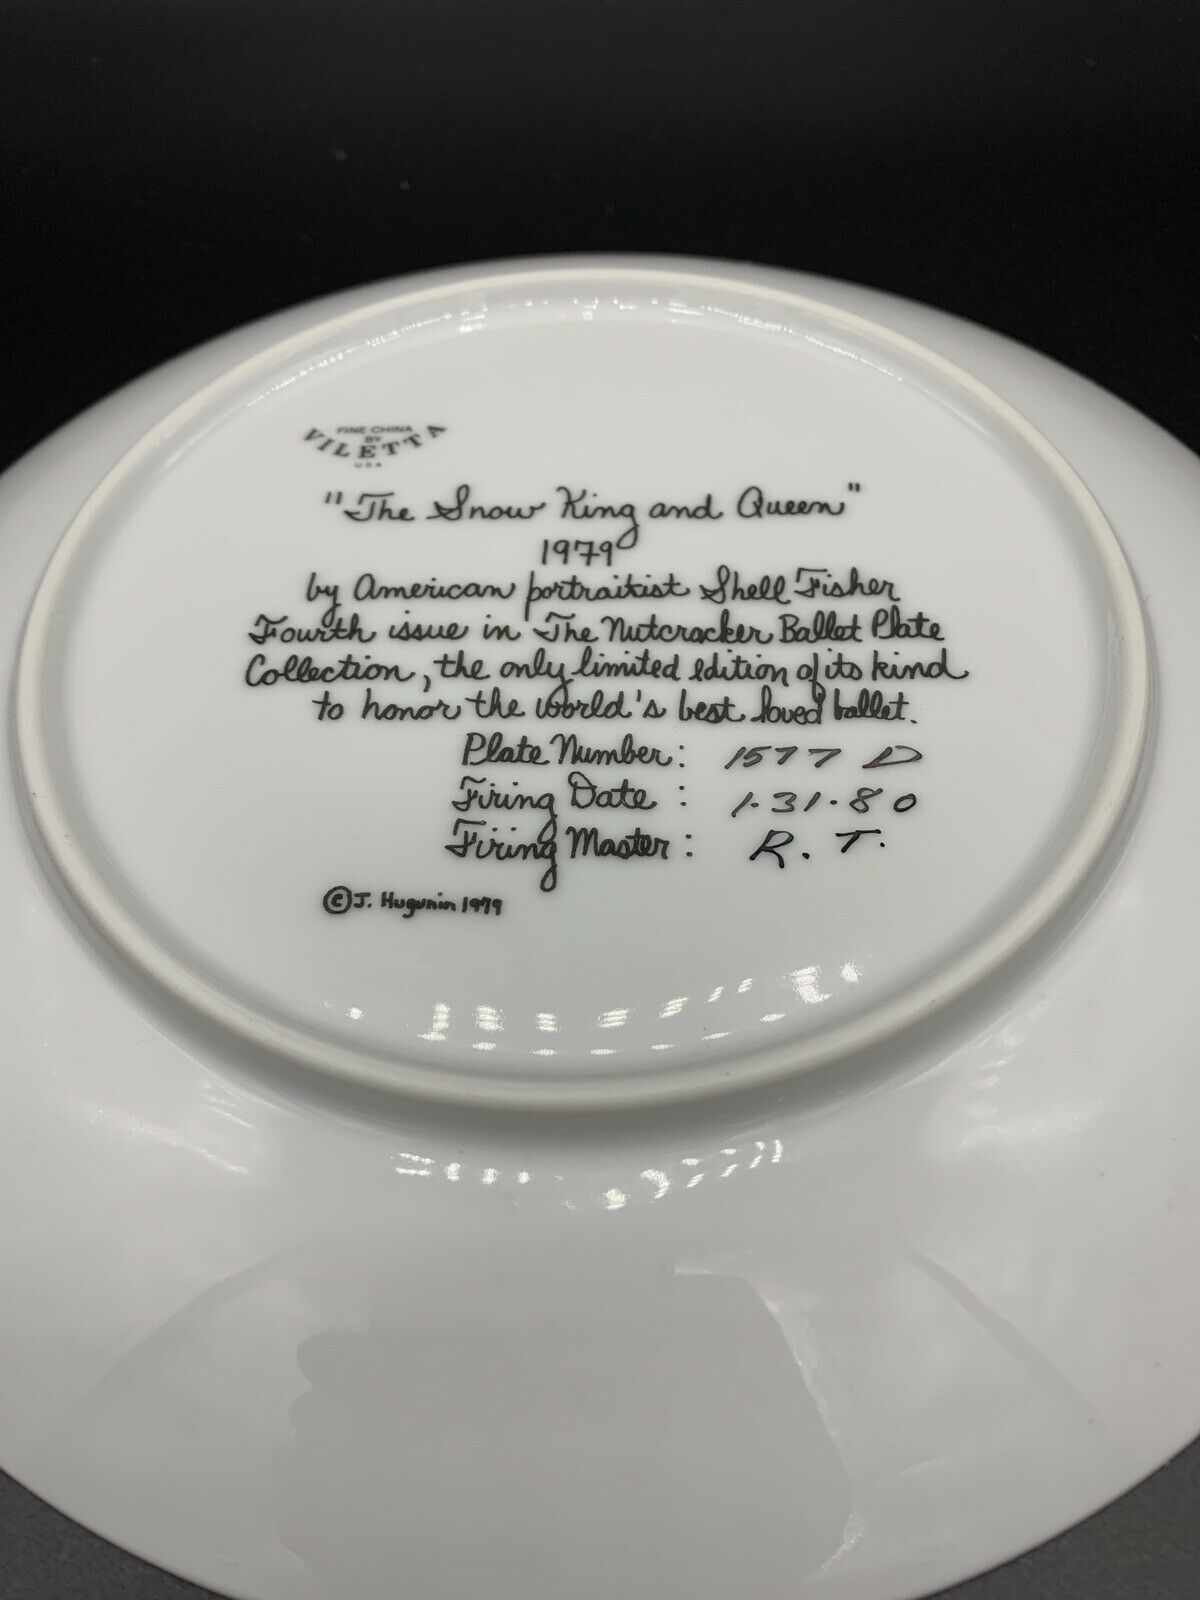 FINE CHINA
BY
VILETTA
USA
"The Snow King and Queen"
1979
by American portraitist Shell Fisher
Fourth issue in The Nutcracker Ballet Plate
Collection, the only limited edition of its kind
to honor the world's best loved ballet.
Plate Number: 1577 D
Firing Date : 1.31.80
Firing Master : R. T.
©J. Hugunin 1979